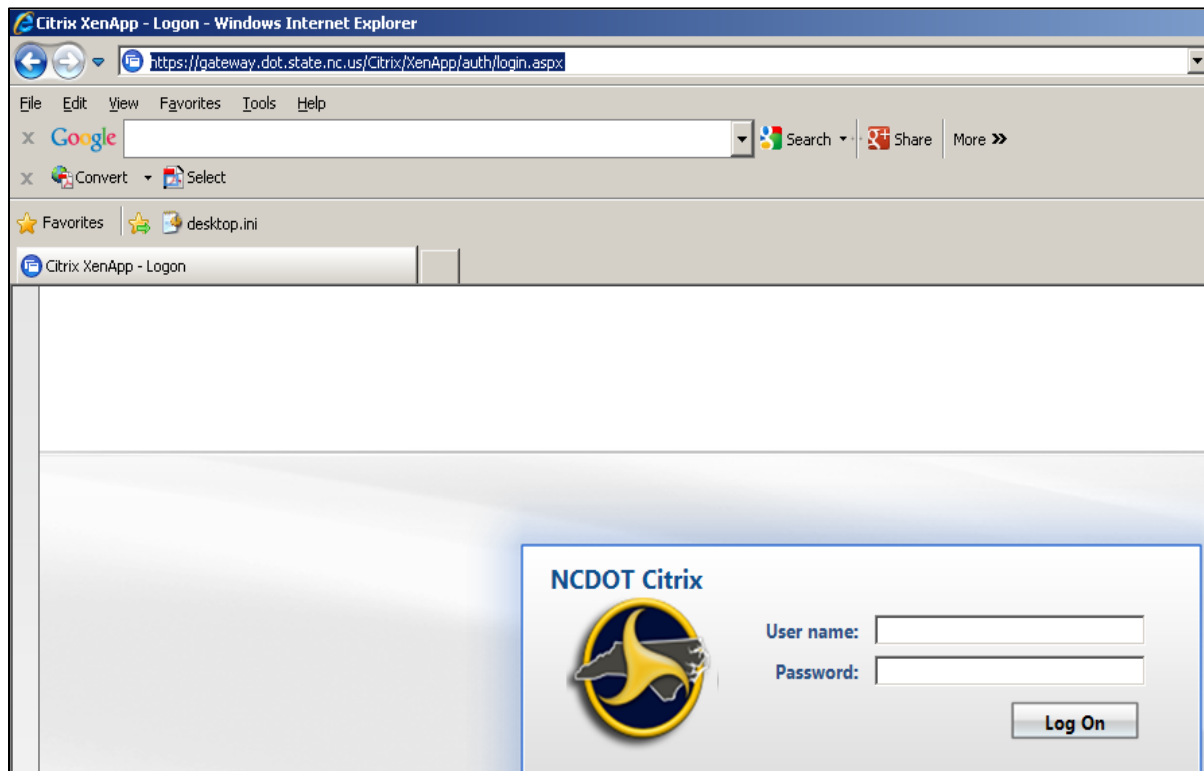 Citrix XenApp - Logon - Windows Internet Explorer
https://gateway.dot.state.nc.us/Citrix/XenApp/auth/login.aspx
File Edit View Favorites Tools Help
x Google Search Share More »
x Convert Select
Favorites desktop.ini
Citrix XenApp - Logon
NCDOT Citrix
User name:
Password:
Log On